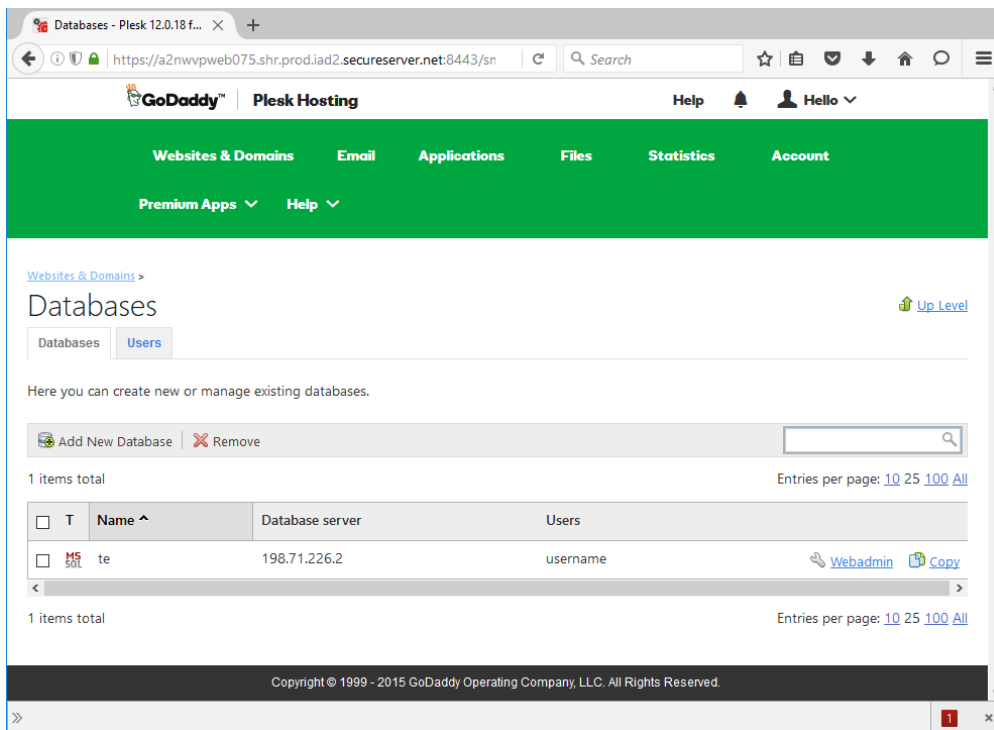 Databases - Plesk 12.0.18 f...
https://a2nwvpweb075.shr.prod.iad2.secureserver.net:8443/sn
Search
GoDaddy™ Plesk Hosting Help Hello
Websites & Domains Email Applications Files Statistics Account
Premium Apps Help
Websites & Domains >
Databases
Up Level
Databases Users
Here you can create new or manage existing databases.
Add New Database Remove
1 items total Entries per page: 10 25 100 All
T Name Database server Users
MS SQL te 198.71.226.2 username Webadmin Copy
1 items total Entries per page: 10 25 100 All
Copyright © 1999 - 2015 GoDaddy Operating Company, LLC. All Rights Reserved.
1